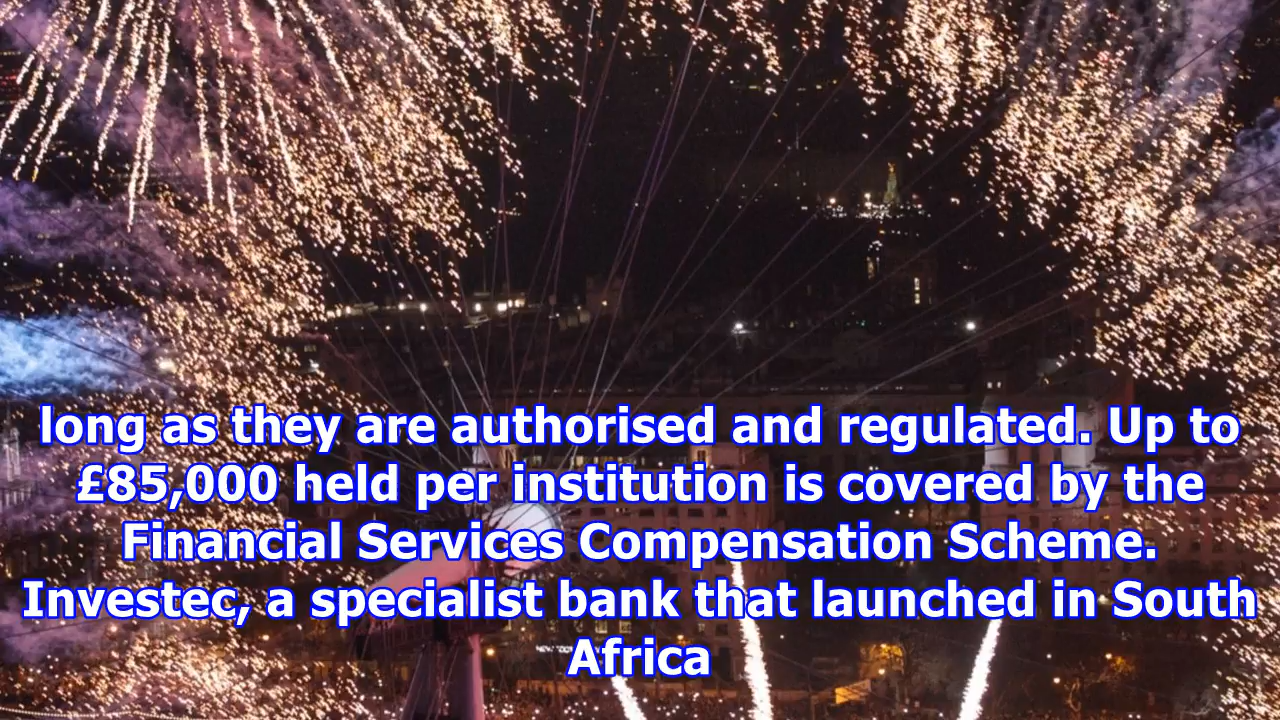 long as they are authorised and regulated. Up to
£85,000 held per institution is covered by the
Financial Services Compensation Scheme.
Investec, a specialist bank that launched in South
Africa